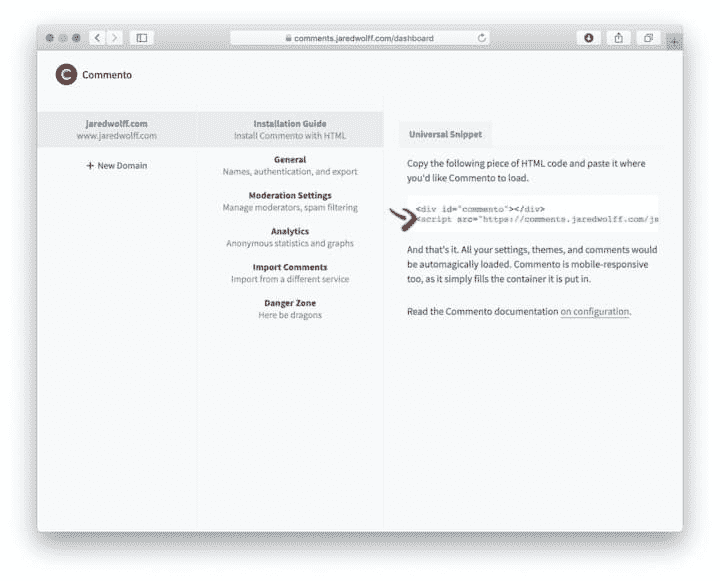 comments.jaredwolff.com/dashboard
Commento
jaredwolff.com
www.jaredwolff.com
+ New Domain
Installation Guide
Install Commento with HTML
General
Names, authentication, and export
Moderation Settings
Manage moderators, spam filtering
Analytics
Anonymous statistics and graphs
Import Comments
Import from a different service
Danger Zone
Here be dragons
Universal Snippet
Copy the following piece of HTML code and paste it where
you'd like Commento to load.
<div id="commento"></div>
<script src="https://comments.jaredwolff.com/js
And that's it. All your settings, themes, and comments would
be automagically loaded. Commento is mobile-responsive
too, as it simply fills the container it is put in.
Read the Commento documentation on configuration.